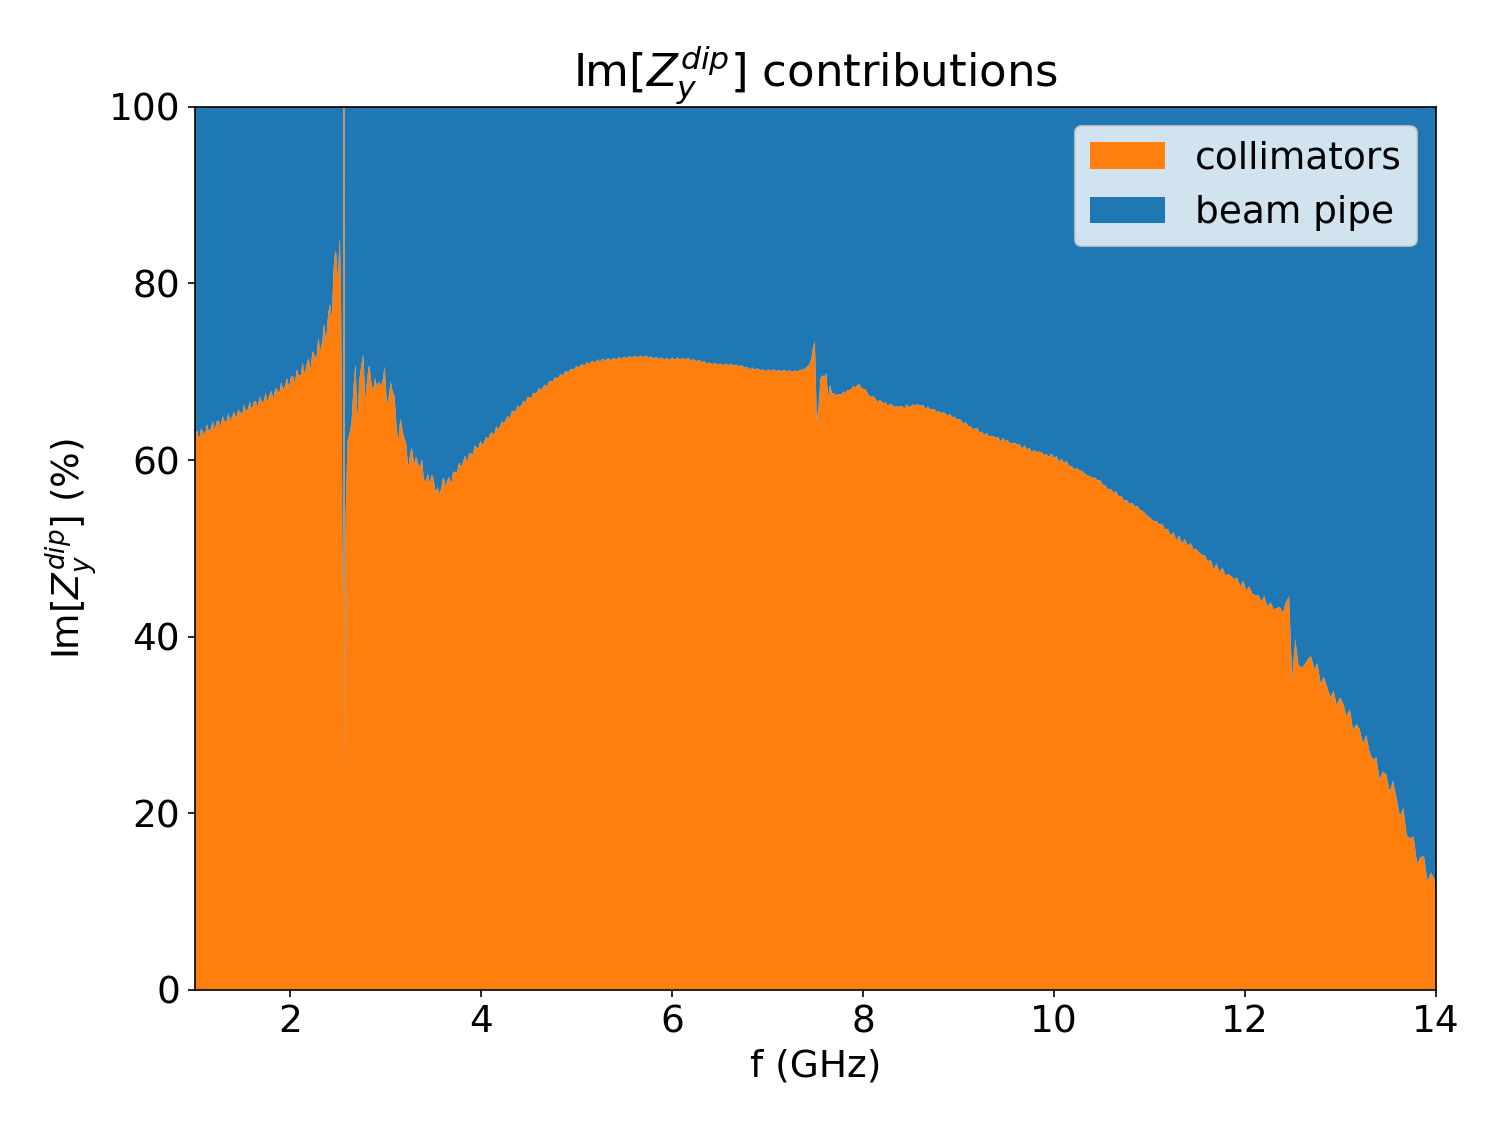 Im[$Z_y^{dip}$] contributions
100
80
60
40
20
0
Im[$Z_y^{dip}$] (%)
collimators
beam pipe
2 4 6 8 10 12 14
f (GHz)